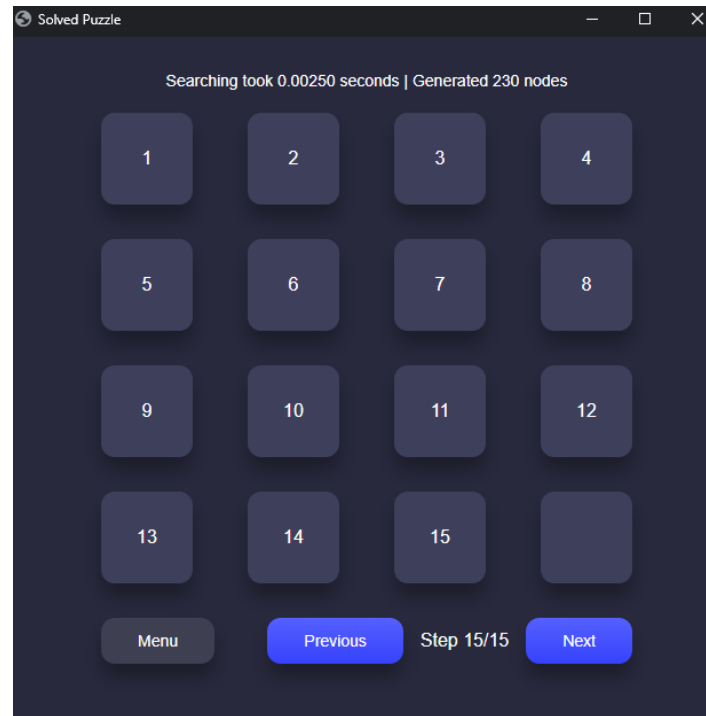 Solved Puzzle
Searching took 0.00250 seconds | Generated 230 nodes
1 2 3 4
5 6 7 8
9 10 11 12
13 14 15
Menu Previous Step 15/15 Next